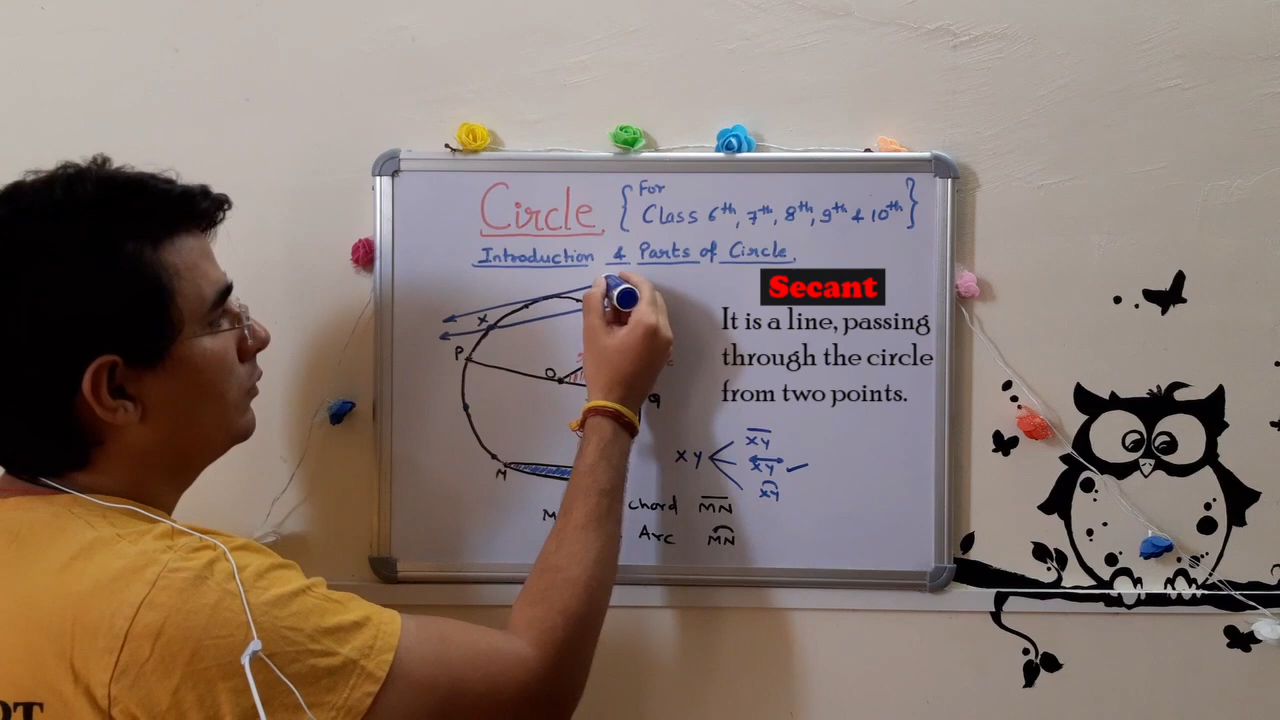 Circle { For Class 6th, 7th, 8th, 9th & 10th }
Introduction & Parts of Circle.
Secant
It is a line, passing
through the circle
from two points.
X
P
O
Q
M
XY
XY
XY
XY
M
chord MN
Arc MN